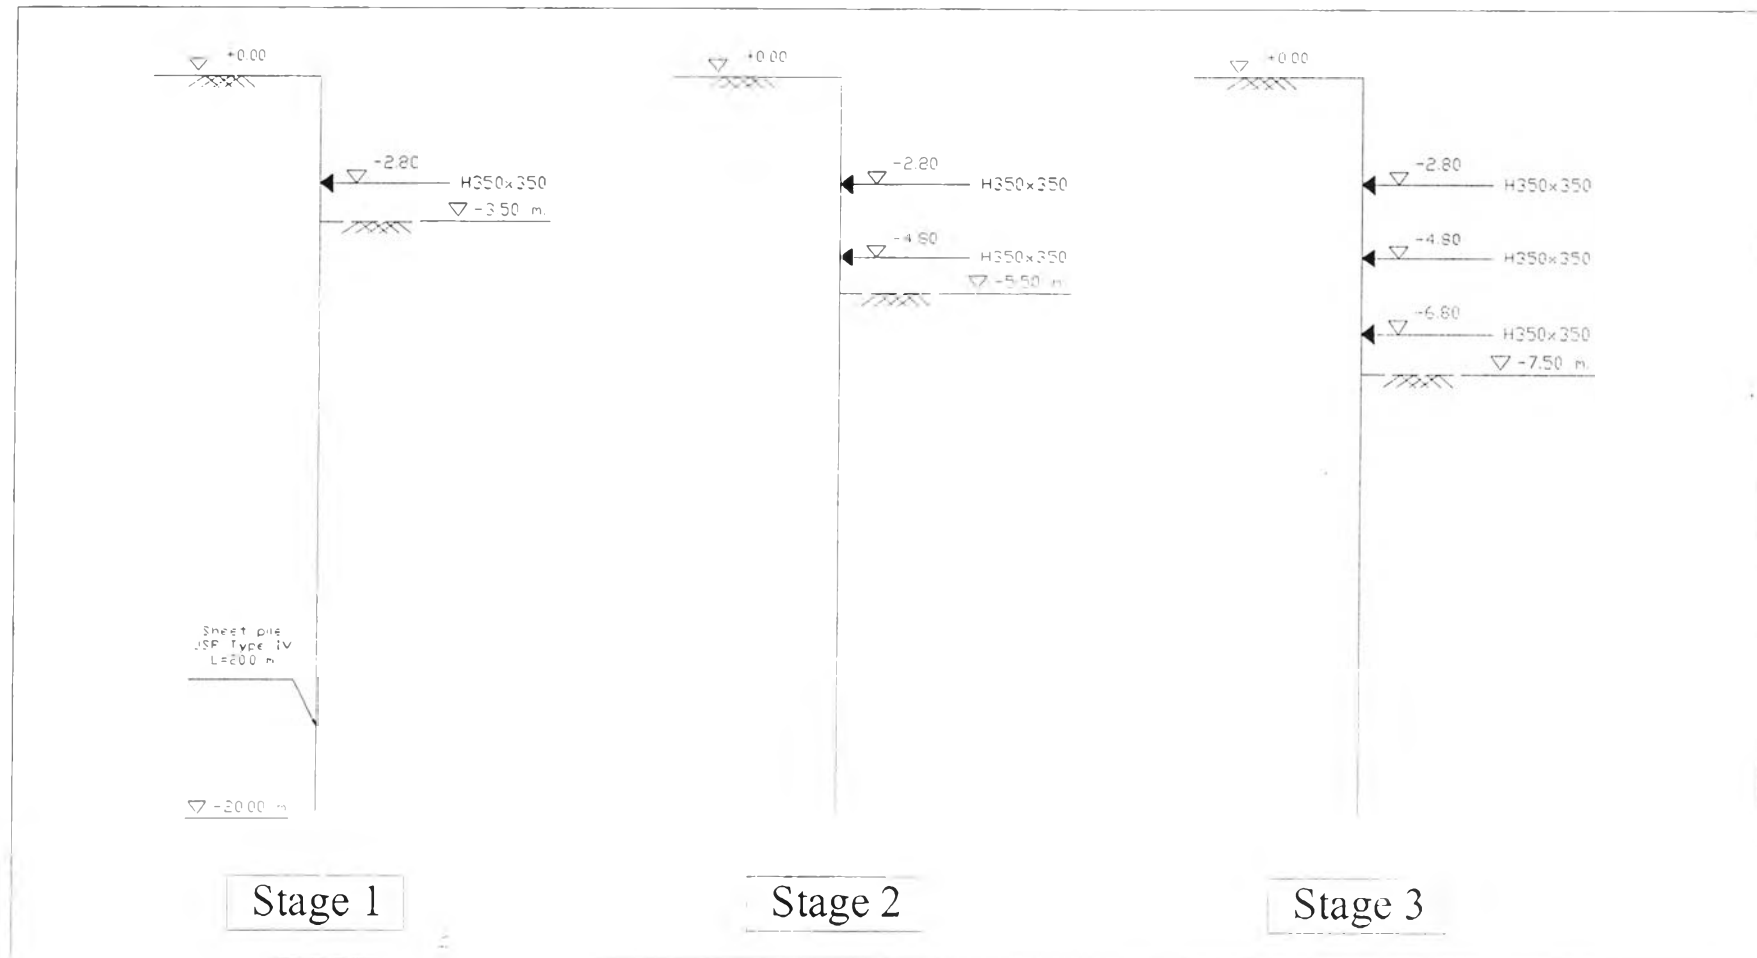 +0.00
-2.80
H350x350
-3.50 m.
Sheet pile
JSP Type IV
L=20.0 m
-20.00 m
Stage 1
+0.00
-2.80
H350x350
-4.80
H350x350
-5.50 m.
Stage 2
+0.00
-2.80
H350x350
-4.80
H350x350
-6.80
H350x350
-7.50 m.
Stage 3